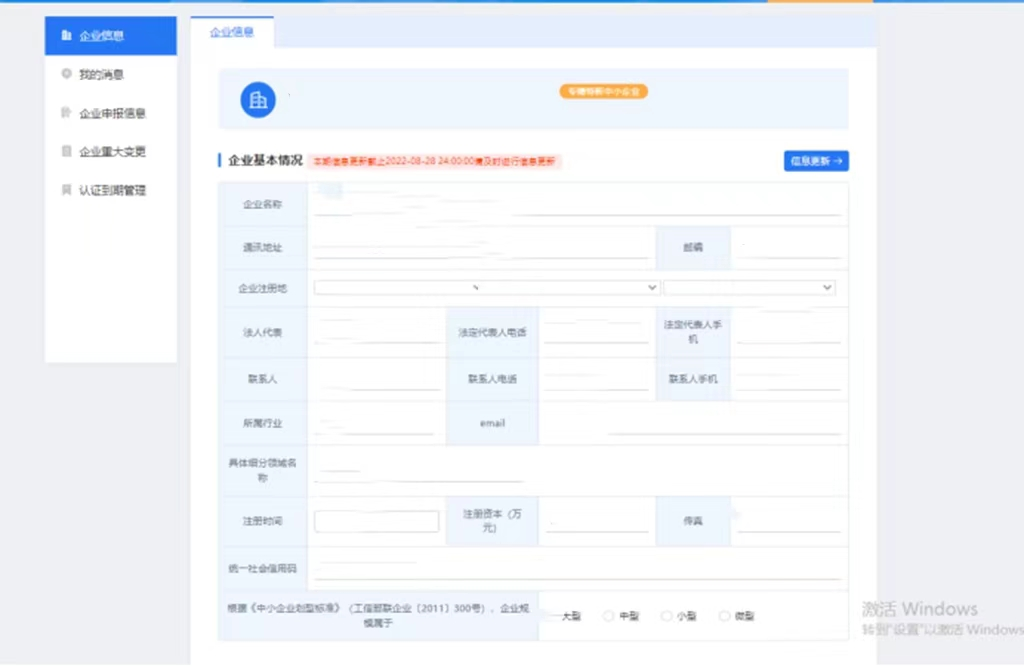 企业信息
企业信息
我的消息
专精特新中小企业
企业申报信息
企业重大变更
企业基本情况
本期信息更新截止2022-08-28 24:00:00请及时进行信息更新
信息更新 →
认证到期管理
企业名称
通讯地址
邮编
企业注册地
法人代表
法定代表人电话
法定代表人手
机
联系人
联系人电话
联系人手机
所属行业
email
具体细分领域名
称
注册时间
注册资本（万
元）
传真
统一社会信用码
根据《中小企业划型标准》（工信部联企业〔2011〕300号），企业规
模属于
大型
中型
小型
微型
激活 Windows
转到"设置"以激活 Windows